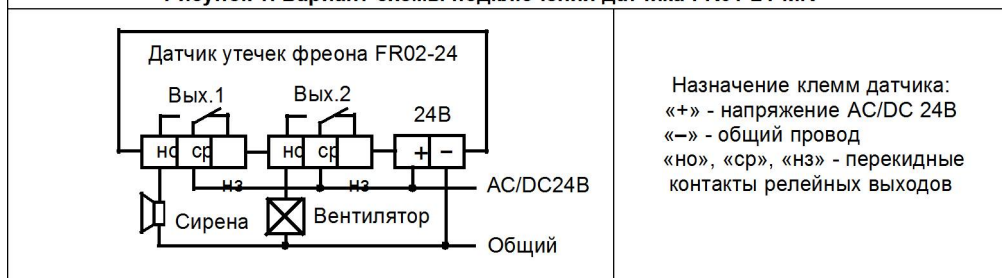 Датчик утечек фреона FR02-24
Вых.1 Вых.2
24В
но ср но ср + −
нз нз AC/DC24В
Сирена Вентилятор
Общий
Назначение клемм датчика:
«+» - напряжение AC/DC 24В
«−» - общий провод
«но», «ср», «нз» - перекидные
контакты релейных выходов